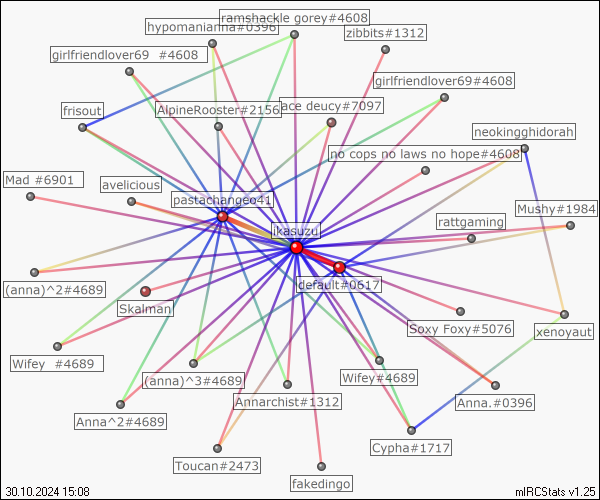 ramshackle gorey#4608
hypomanianna#0396
zibbits#1312
girlfriendlover69 #4608
girlfriendlover69#4608
frisout
AlpineRooster#2156
ace deucy#7097
neokingghidorah
no cops no laws no hope#4608
Mad #6901
avelicious
pastachangeo41
Mushy#1984
rattgaming
ikasuzu
(anna)^2#4689
default#0617
Skalman
Soxy Foxy#5076
xenoyaut
Wifey #4689
(anna)^3#4689
Wifey#4689
Annarchist#1312
Anna.#0396
Anna^2#4689
Cypha#1717
Toucan#2473
fakedingo
30.10.2024 15:08
mIRCStats v1.25